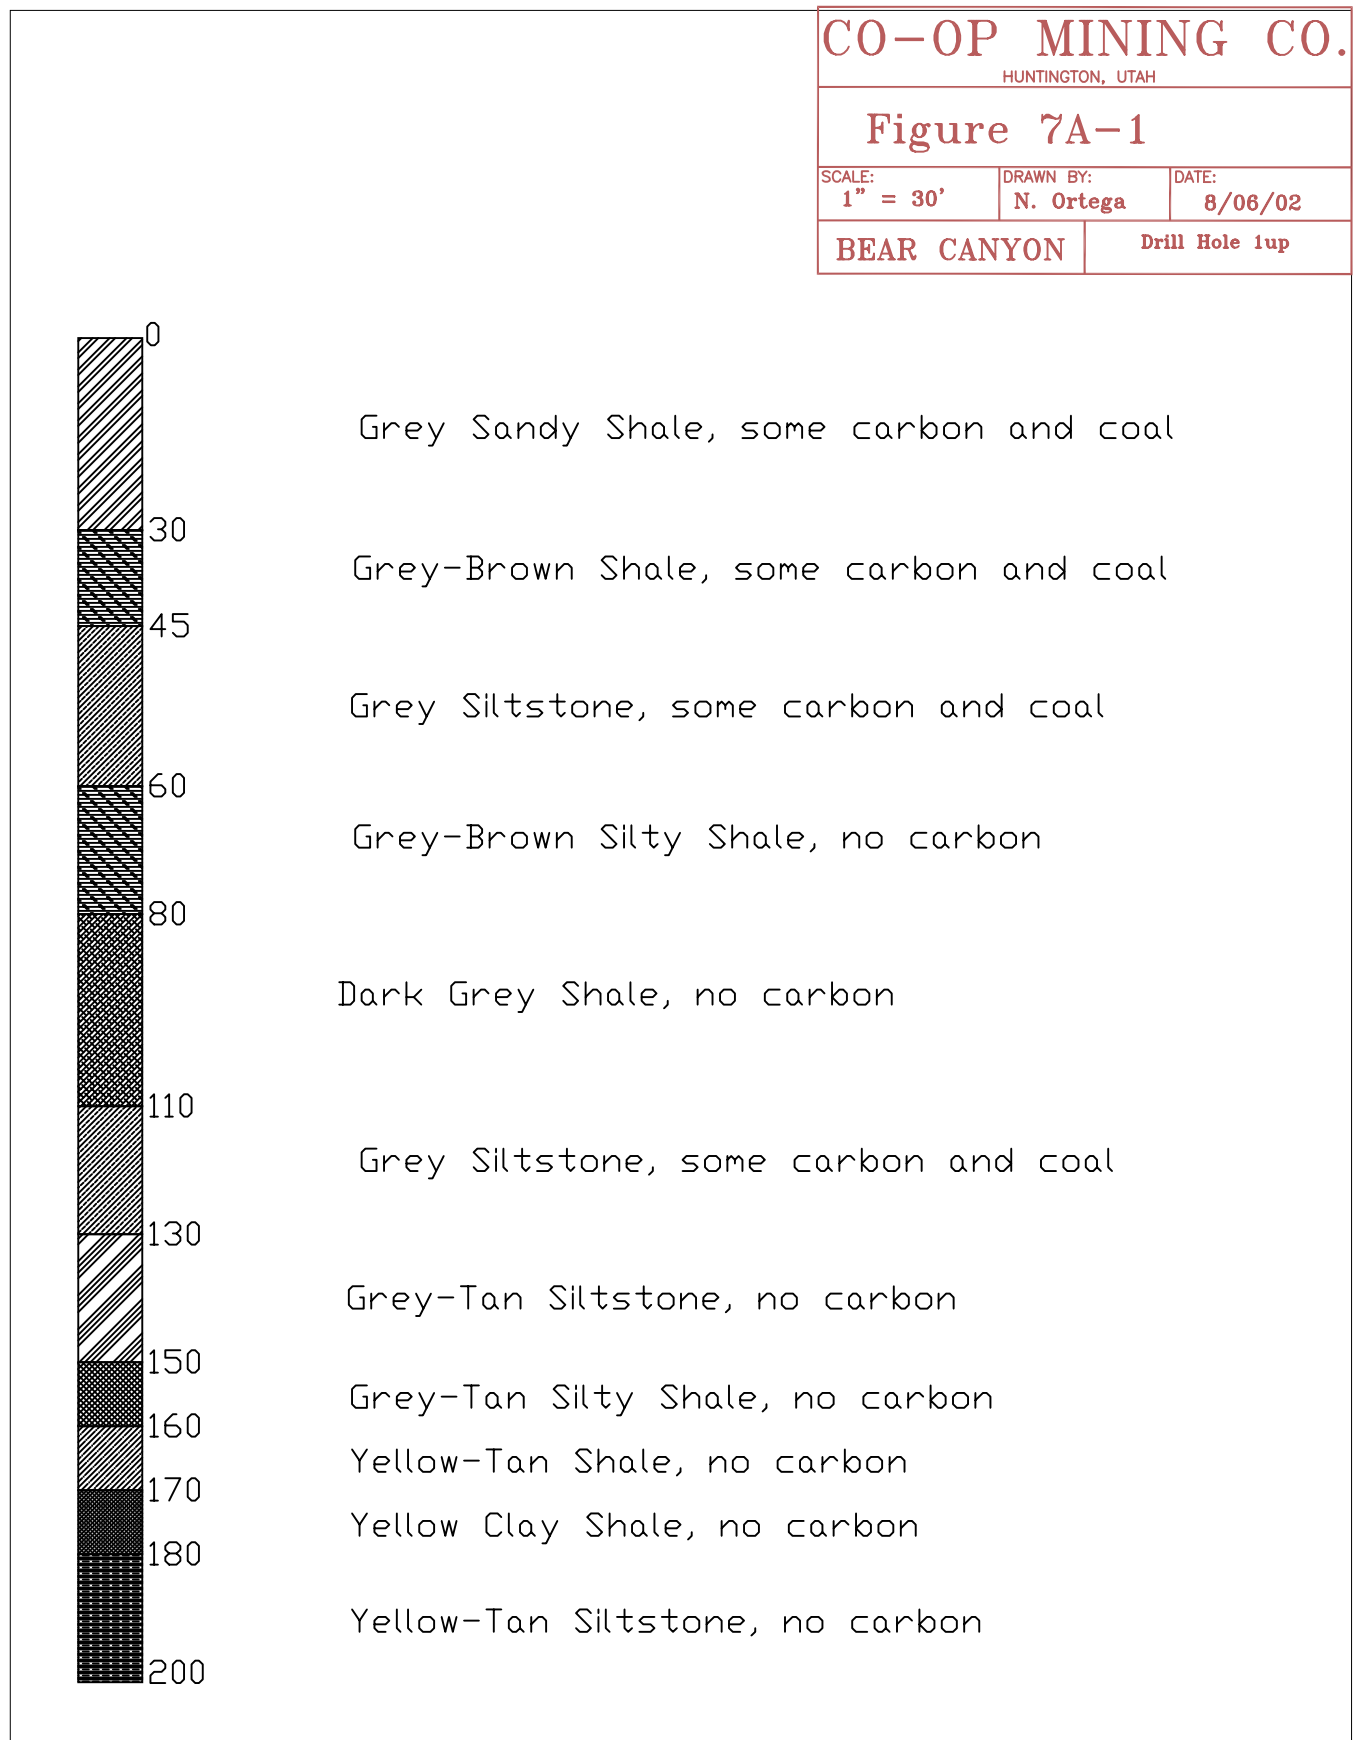 CO-OP MINING CO.
HUNTINGTON, UTAH
Figure 7A-1
SCALE:
1" = 30'
DRAWN BY:
N. Ortega
DATE:
8/06/02
BEAR CANYON
Drill Hole 1up
0
Grey Sandy Shale, some carbon and coal
30
Grey-Brown Shale, some carbon and coal
45
Grey Siltstone, some carbon and coal
60
Grey-Brown Silty Shale, no carbon
80
Dark Grey Shale, no carbon
110
Grey Siltstone, some carbon and coal
130
Grey-Tan Siltstone, no carbon
150
Grey-Tan Silty Shale, no carbon
160
Yellow-Tan Shale, no carbon
170
Yellow Clay Shale, no carbon
180
Yellow-Tan Siltstone, no carbon
200